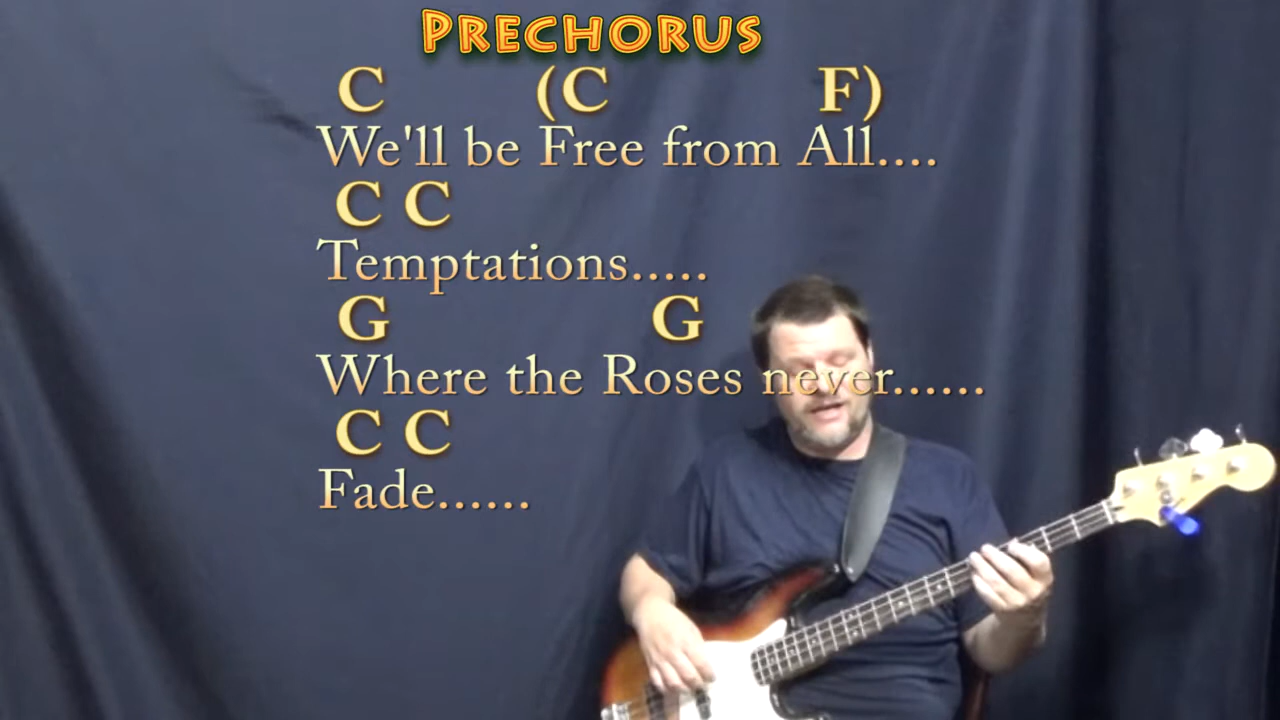 PRECHORUS
C (C F)
We'll be Free from All....
C C
Temptations.....
G G
Where the Roses never......
C C
Fade......